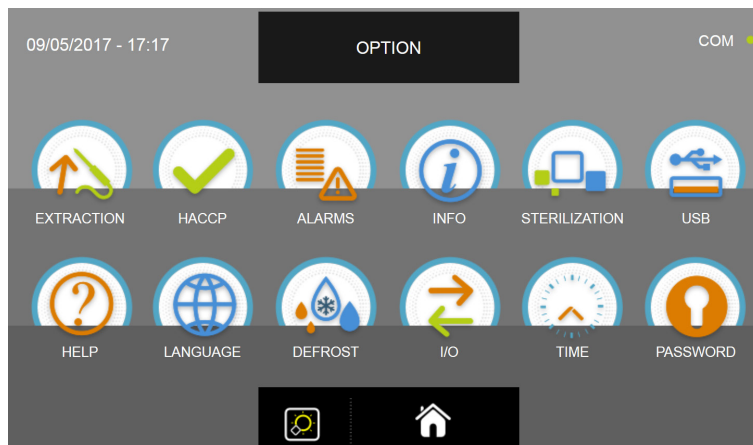 09/05/2017 - 17:17
OPTION
COM
EXTRACTION
HACCP
ALARMS
INFO
STERILIZATION
USB
HELP
LANGUAGE
DEFROST
I/O
TIME
PASSWORD